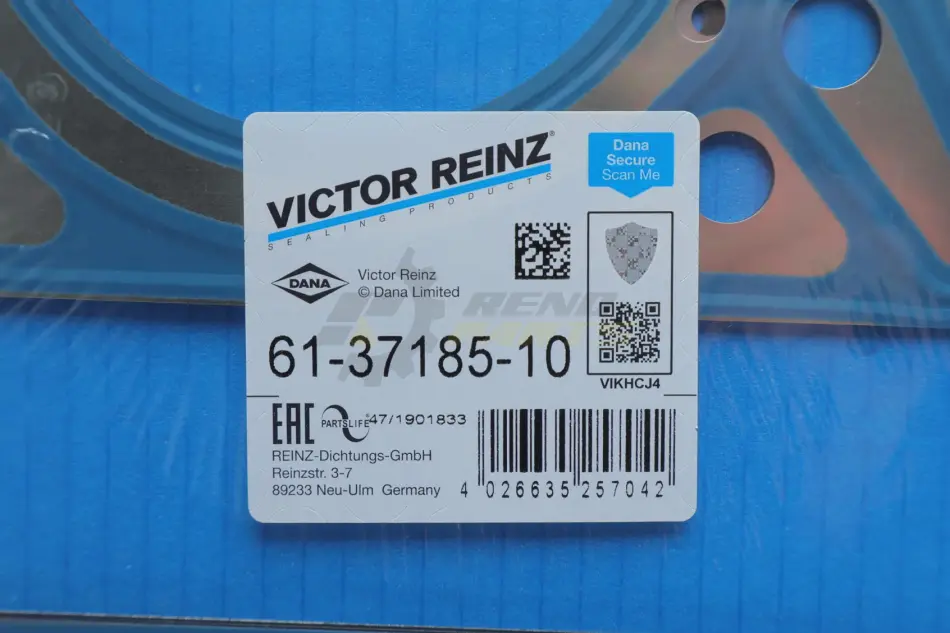 VICTOR REINZ®
SEALING PRODUCTS
Dana
Secure
Scan Me
DANA
Victor Reinz
© Dana Limited
61-37185-10
VIKHCJ4
EAC
PARTSLIFE
47/1901833
REINZ-Dichtungs-GmbH
Reinzstr. 3-7
89233 Neu-Ulm Germany
4 026635 257042